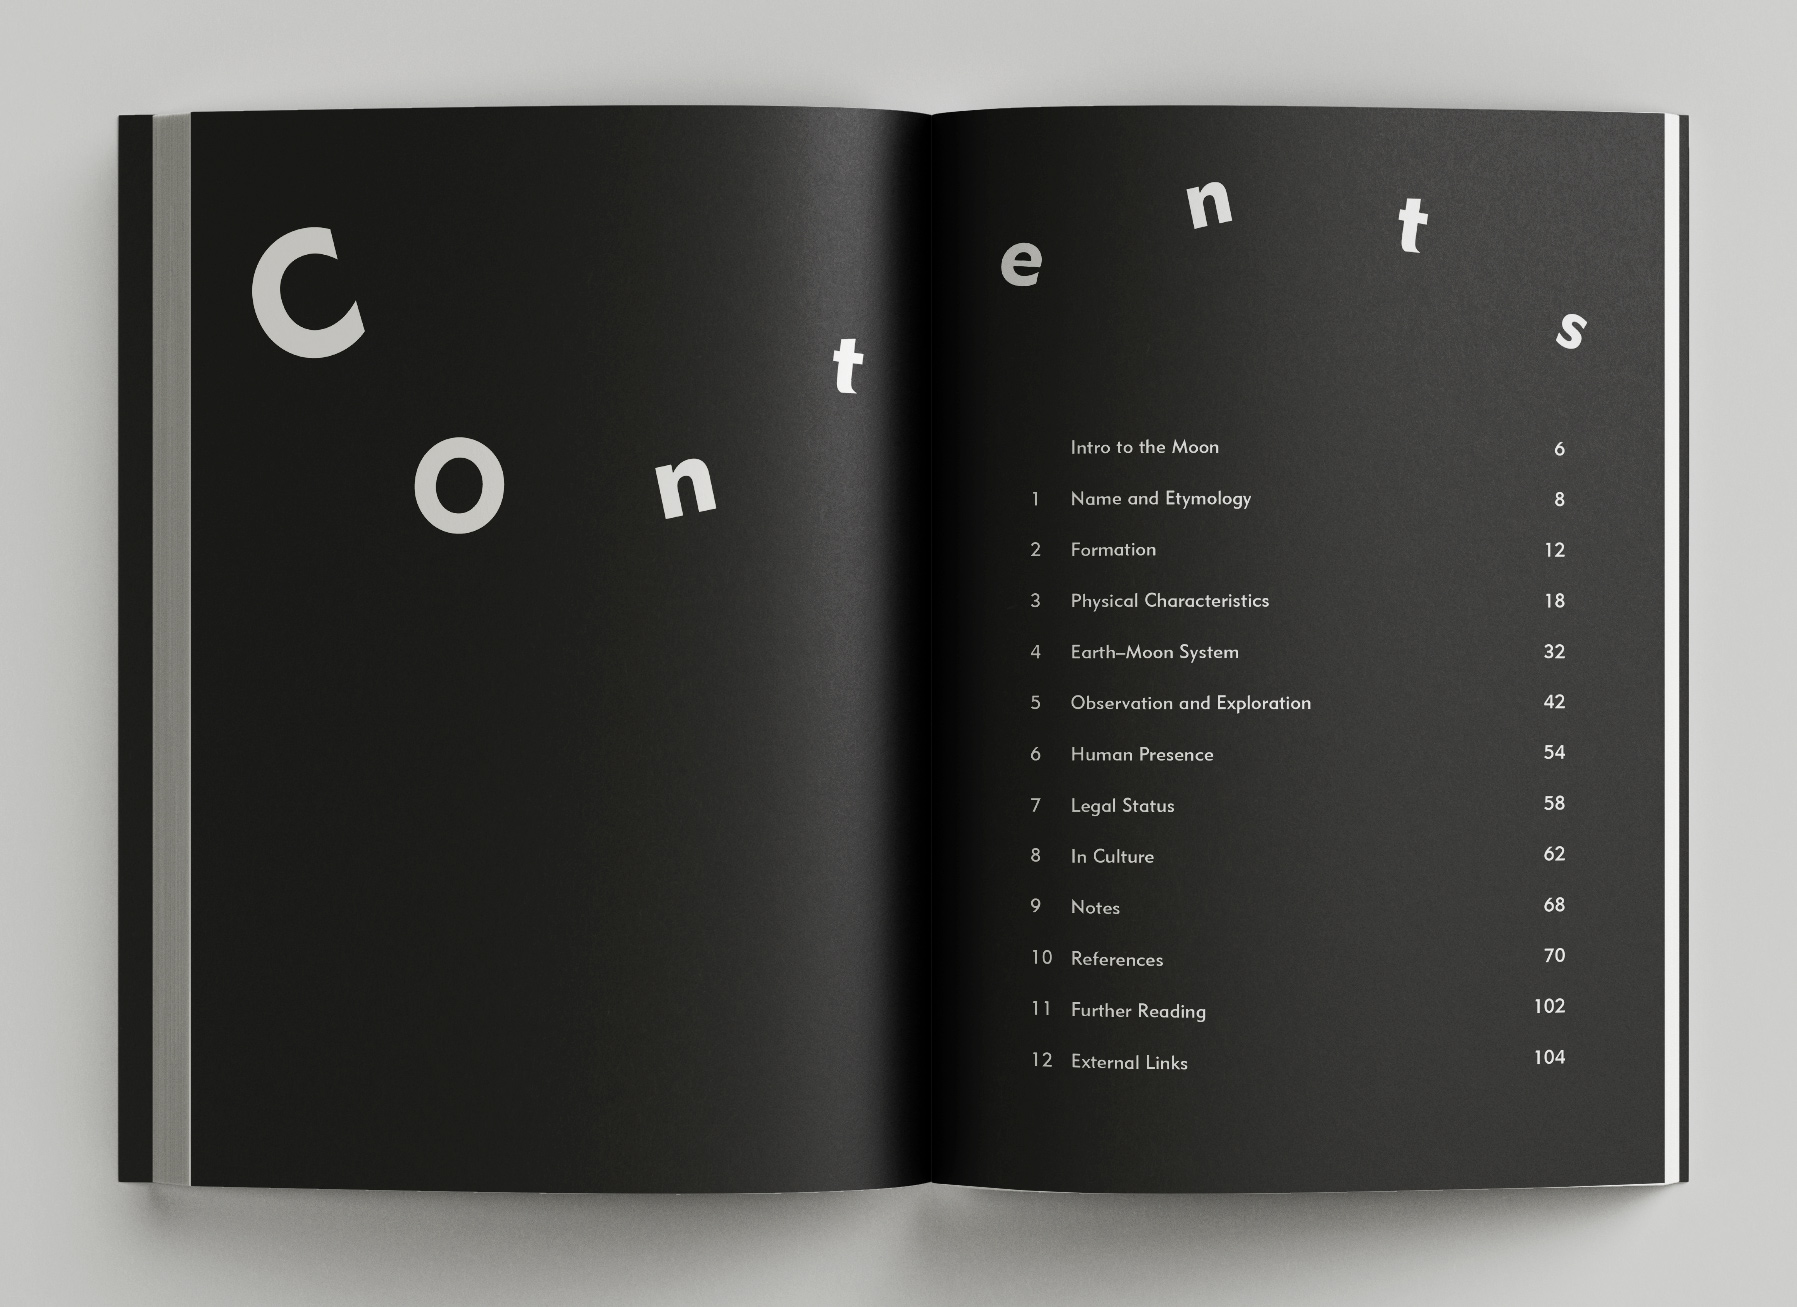 Contents
Intro to the Moon 6
1 Name and Etymology 8
2 Formation 12
3 Physical Characteristics 18
4 Earth–Moon System 32
5 Observation and Exploration 42
6 Human Presence 54
7 Legal Status 58
8 In Culture 62
9 Notes 68
10 References 70
11 Further Reading 102
12 External Links 104